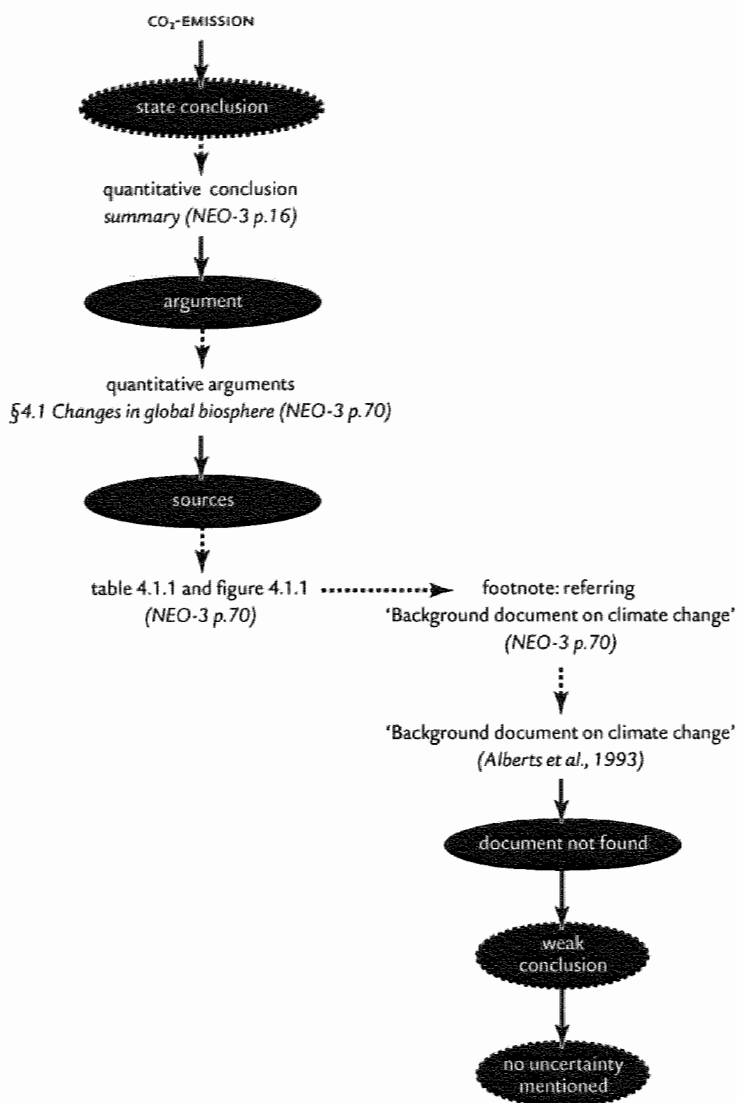 CO₂-EMISSION
state conclusion
quantitative conclusion
summary (NEO-3 p.16)
argument
quantitative arguments
§4.1 Changes in global biosphere (NEO-3 p.70)
sources
table 4.1.1 and figure 4.1.1
(NEO-3 p.70)
footnote: referring
‘Background document on climate change’
(NEO-3 p.70)
‘Background document on climate change’
(Alberts et al., 1993)
document not found
weak
conclusion
no uncertainty
mentioned